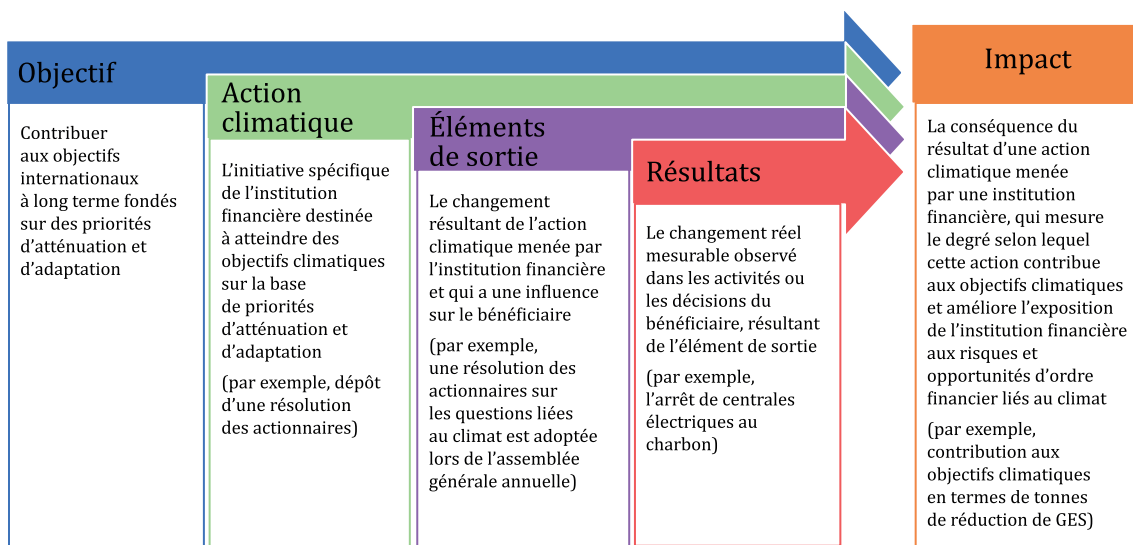 Objectif
Contribuer
aux objectifs
internationaux
à long terme fondés
sur des priorités
d’atténuation et
d’adaptation
Action
climatique
L’initiative spécifique
de l’institution
financière destinée
à atteindre des
objectifs climatiques
sur la base
de priorités
d’atténuation et
d’adaptation
(par exemple, dépôt
d’une résolution
des actionnaires)
Éléments
de sortie
Le changement
résultant de l’action
climatique menée par
l’institution financière
et qui a une influence
sur le bénéficiaire
(par exemple,
une résolution des
actionnaires sur
les questions liées
au climat est adoptée
lors de l’assemblée
générale annuelle)
Résultats
Le changement réel
mesurable observé
dans les activités ou
les décisions du
bénéficiaire, résultant
de l’élément de sortie
(par exemple,
l’arrêt de centrales
électriques au
charbon)
Impact
La conséquence du
résultat d’une action
climatique menée
par une institution
financière, qui mesure
le degré selon lequel
cette action contribue
aux objectifs climatiques
et améliore l’exposition
de l’institution financière
aux risques et
opportunités d’ordre
financier liés au climat
(par exemple,
contribution aux
objectifs climatiques
en termes de tonnes
de réduction de GES)